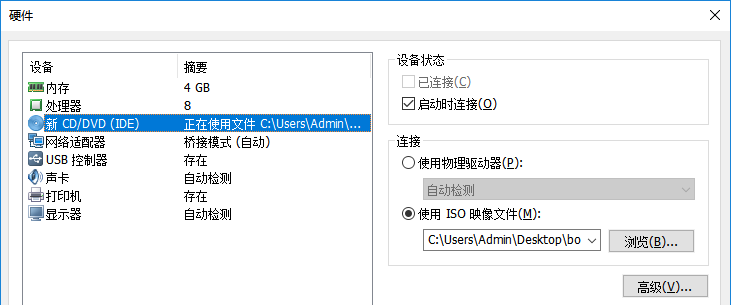 硬件
设备 摘要
内存 4 GB
处理器 8
新 CD/DVD (IDE) 正在使用文件 C:\Users\Admin\...
网络适配器 桥接模式 (自动)
USB 控制器 存在
声卡 自动检测
打印机 存在
显示器 自动检测
设备状态
已连接(C)
启动时连接(O)
连接
使用物理驱动器(P):
自动检测
使用 ISO 映像文件(M):
C:\Users\Admin\Desktop\bo 浏览(B)...
高级(V)...